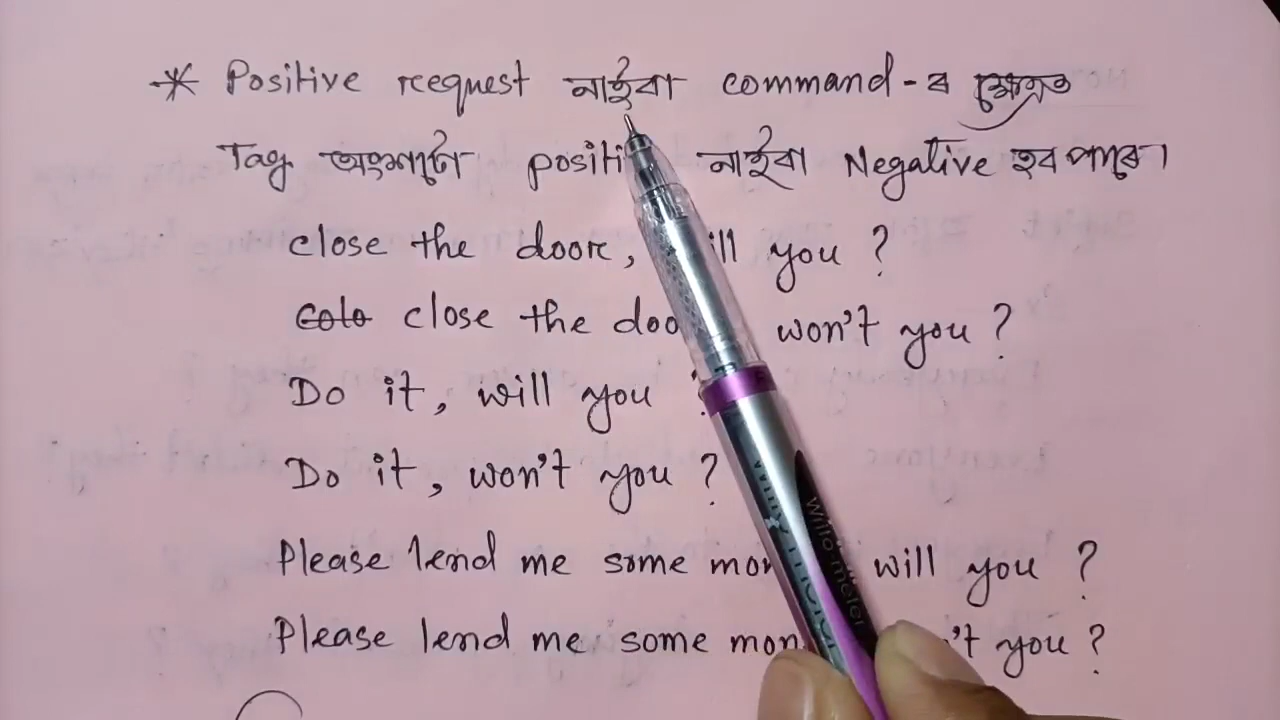 * Positive request নাইবা command-ৰ ক্ষেত্ৰত
Tag অংশটো positi নাইবা Negative হব পাৰে।
close the door, ill you ?
close the doo won't you ?
Do it, will you ?
Do it, won't you ?
Please lend me some mon will you ?
Please lend me some mon 't you ?
Willo-meter